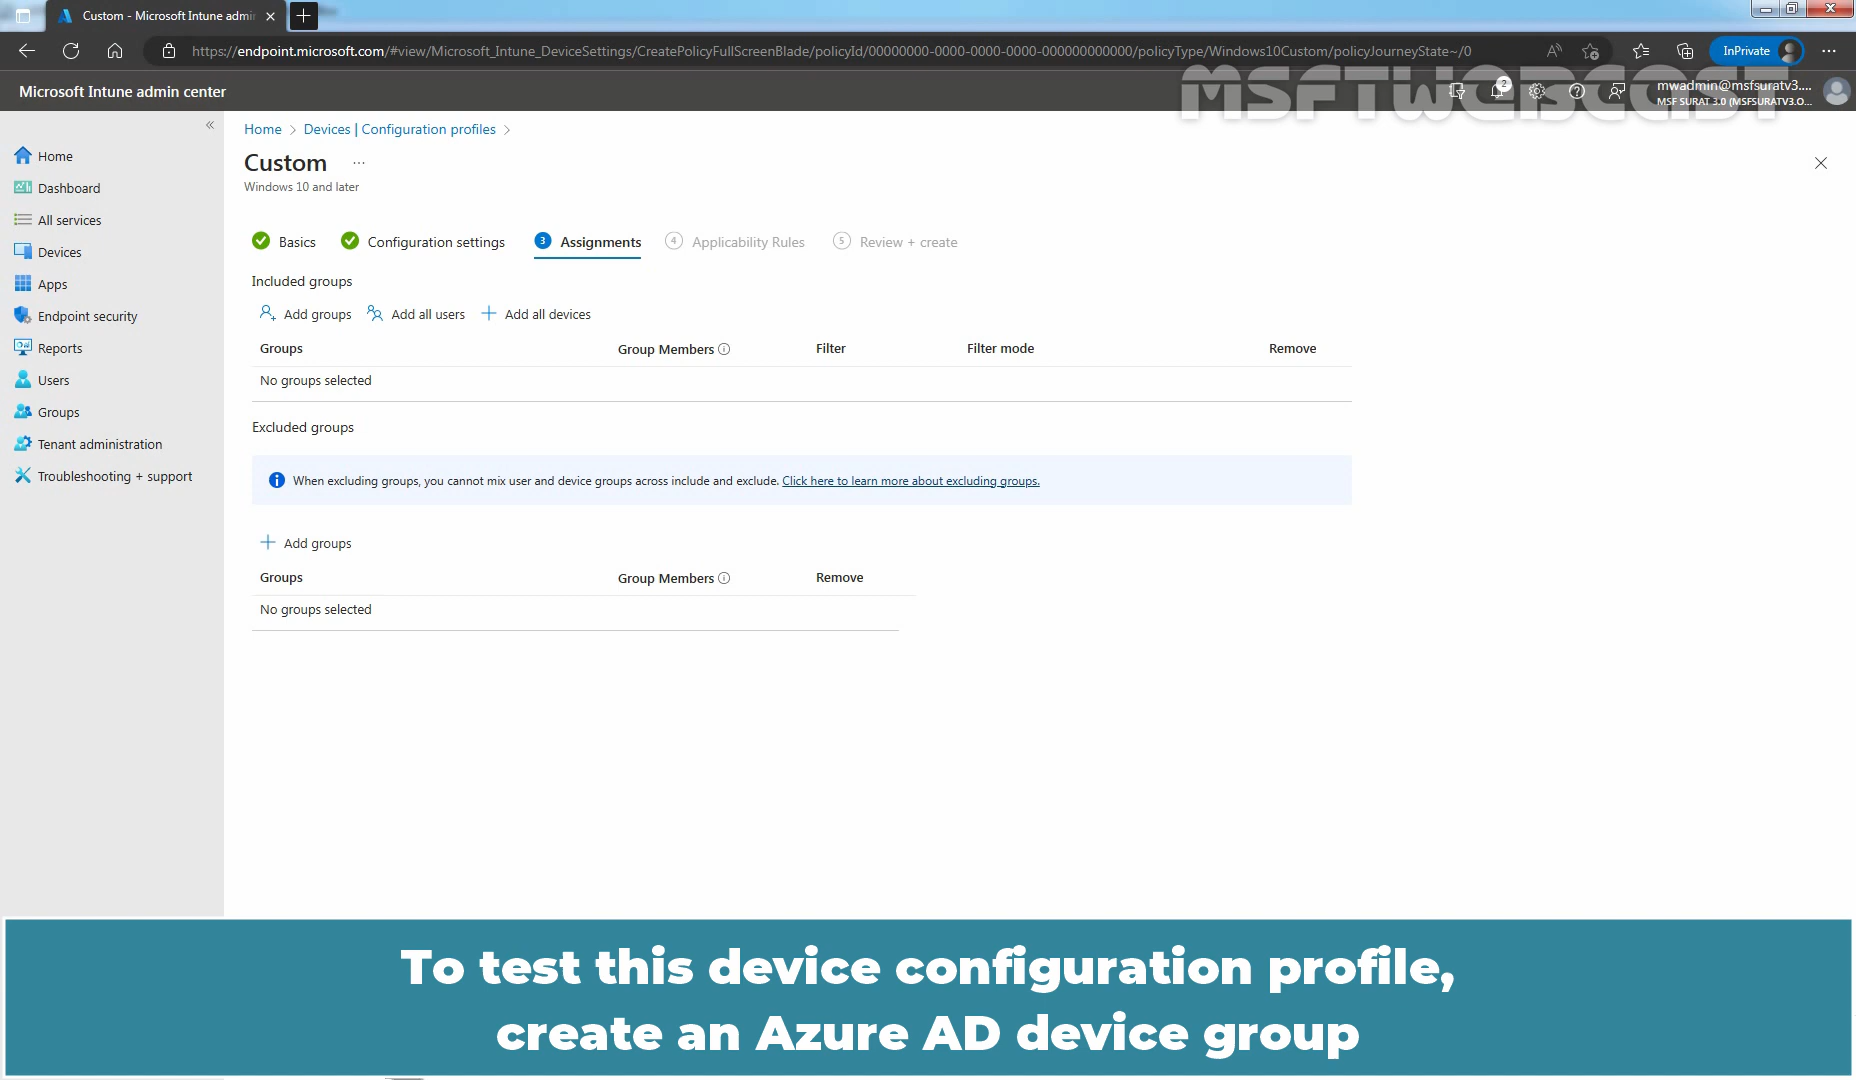 Custom - Microsoft Intune admin
https://endpoint.microsoft.com/#view/Microsoft_Intune_DeviceSettings/CreatePolicyFullScreenBlade/policyId/00000000-0000-0000-0000-000000000000/policyType/Windows10Custom/policyJourneyState~/0
InPrivate
Microsoft Intune admin center
MSFTWEBCAST
2
mwadmin@msfsuratv3....
MSF SURAT 3.0 (MSFSURATV3.O...
Home > Devices | Configuration profiles >
Custom ...
Windows 10 and later
Home
Dashboard
All services
Devices
Apps
Endpoint security
Reports
Users
Groups
Tenant administration
Troubleshooting + support
Basics Configuration settings 3 Assignments 4 Applicability Rules 5 Review + create
Included groups
Add groups Add all users Add all devices
Groups Group Members Filter Filter mode Remove
No groups selected
Excluded groups
When excluding groups, you cannot mix user and device groups across include and exclude. Click here to learn more about excluding groups.
Add groups
Groups Group Members Remove
No groups selected
To test this device configuration profile,
create an Azure AD device group